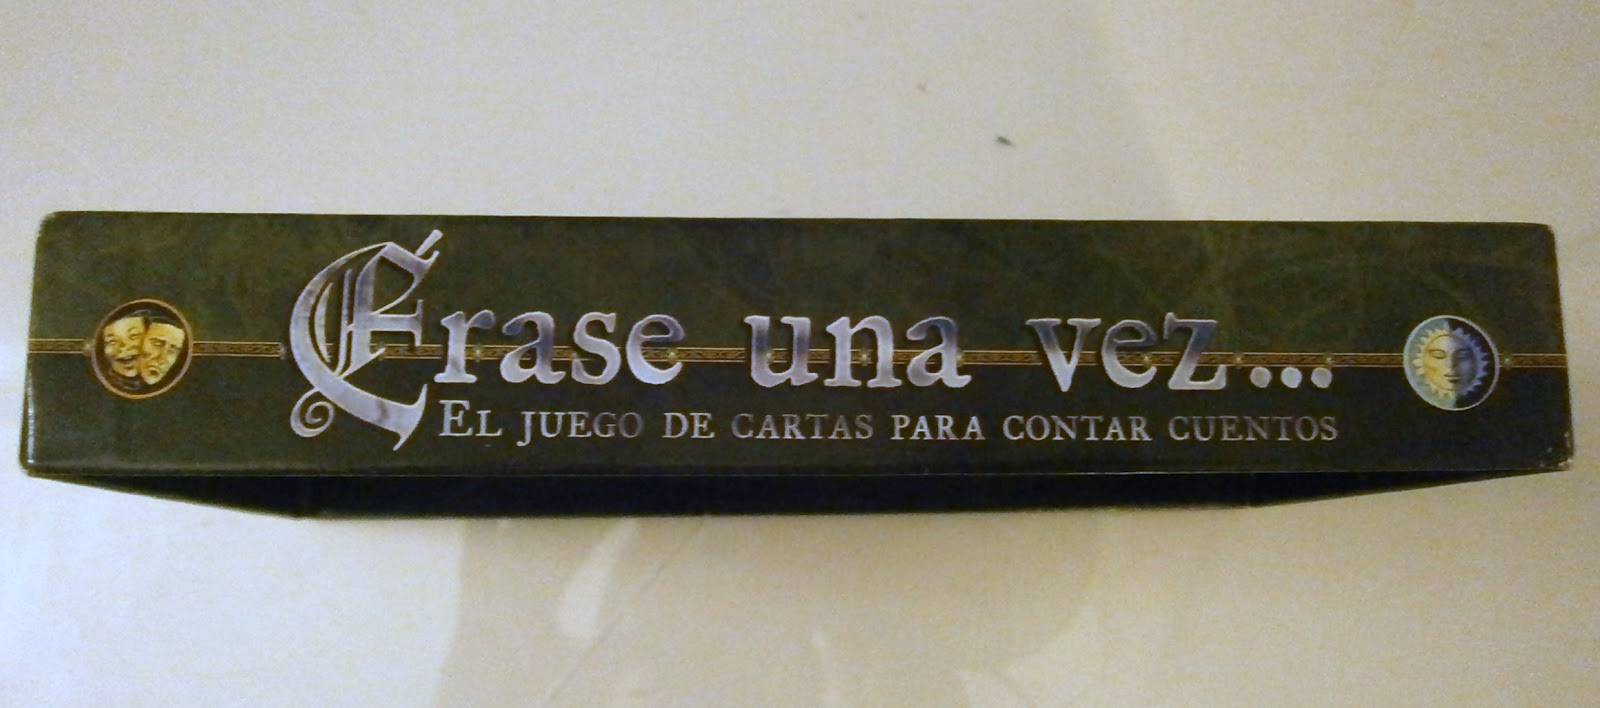 Érase una vez...
El juego de cartas para contar cuentos